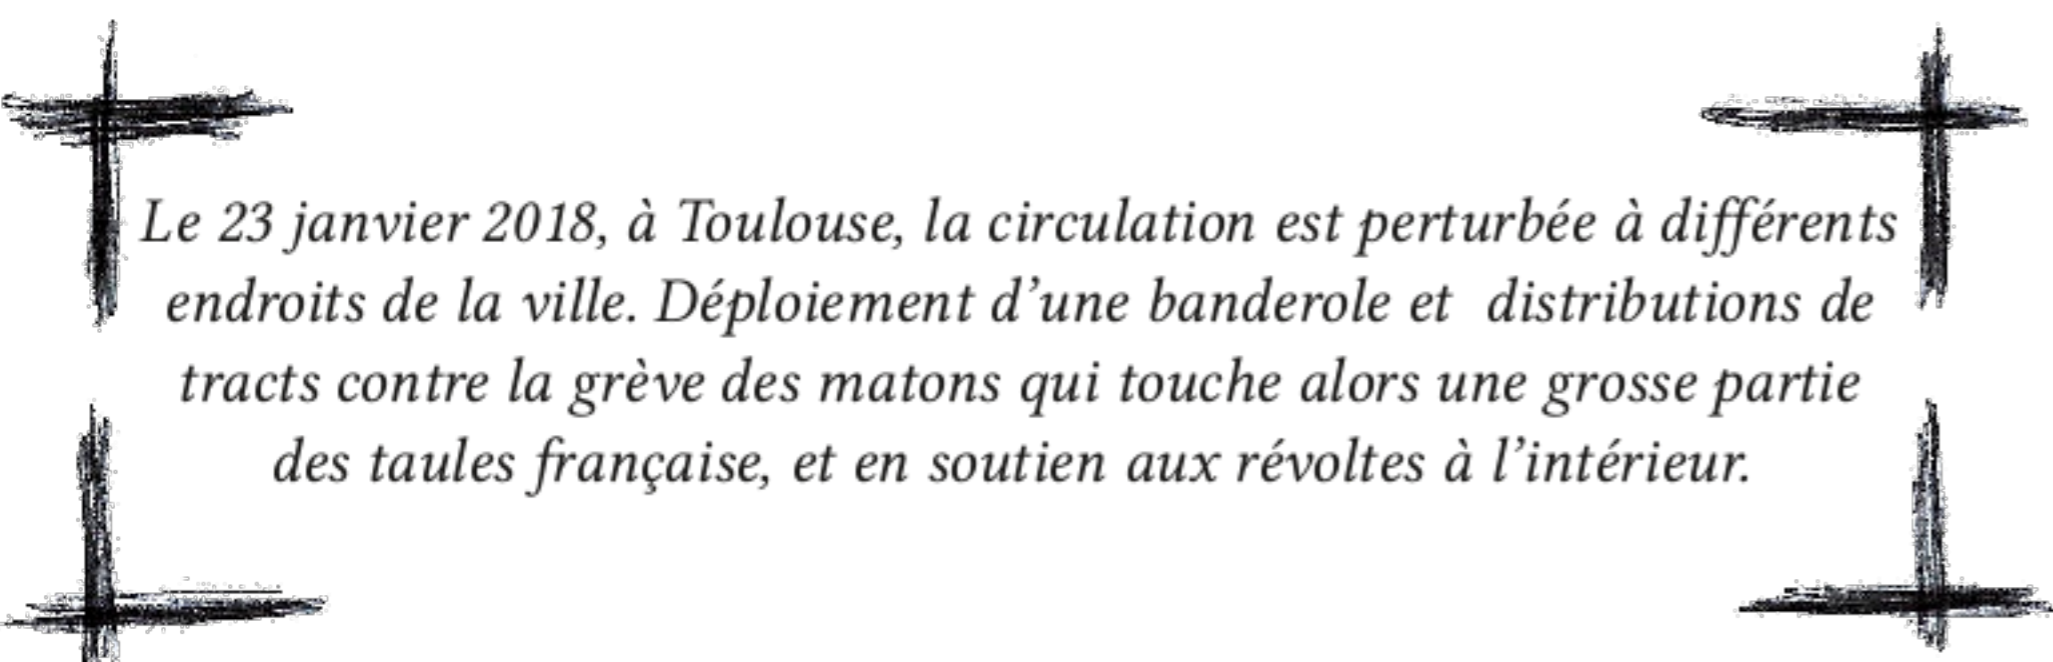 Le 23 janvier 2018, à Toulouse, la circulation est perturbée à différents
endroits de la ville. Déploiement d’une banderole et  distributions de
tracts contre la grève des matons qui touche alors une grosse partie
des taules française, et en soutien aux révoltes à l’intérieur.